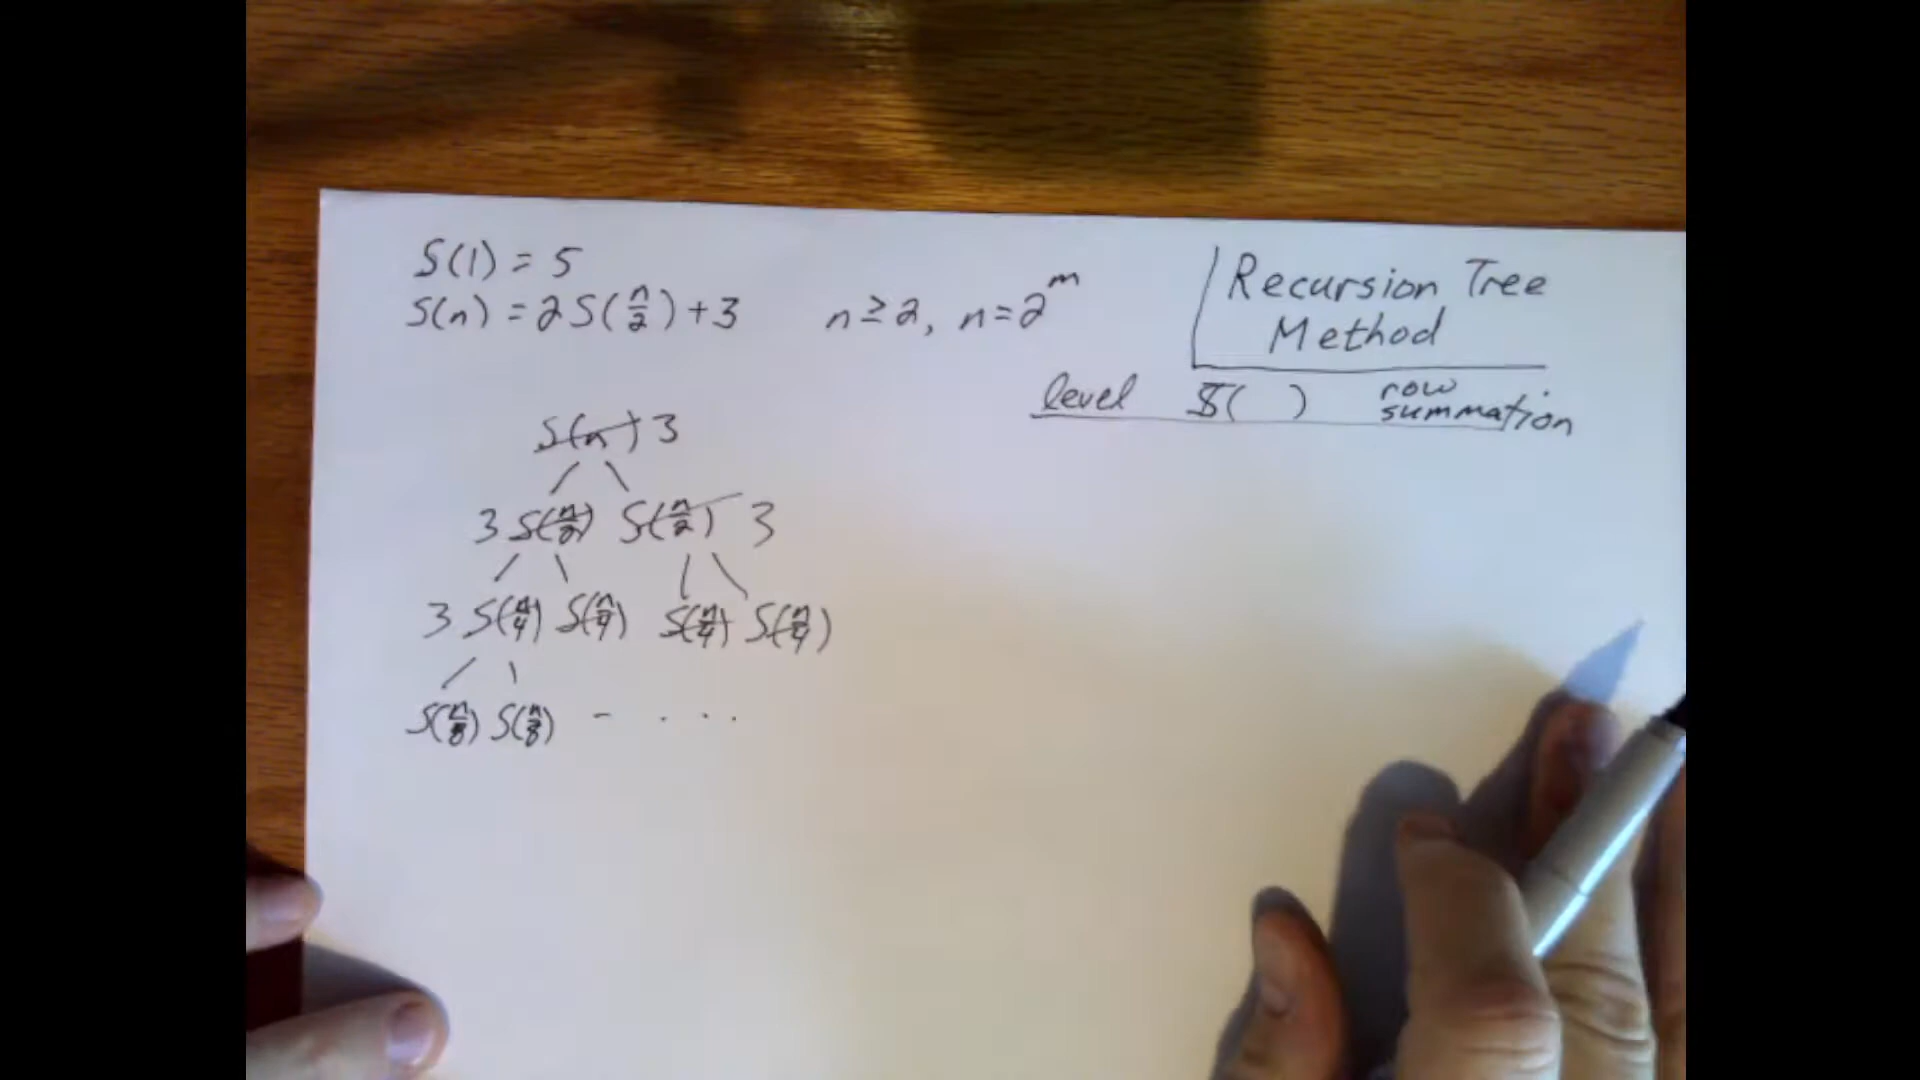 S(1) = 5
S(n) = 2S(n/2) + 3 n ≥ 2, n = 2^m
Recursion Tree
Method
level S( ) row summation
S(n) 3
3 S(n/2) S(n/2) 3
3 S(n/4) S(n/4) S(n/4) S(n/4)
S(n/8) S(n/8) - . . .